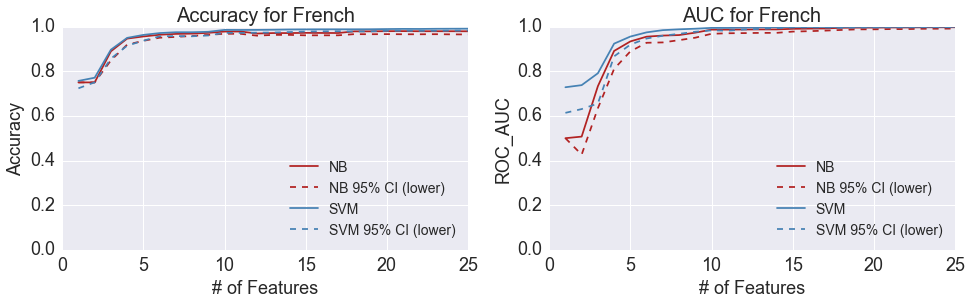 Accuracy for French
1.0
0.8
0.6
0.4
0.2
0.0
Accuracy
NB
NB 95% CI (lower)
SVM
SVM 95% CI (lower)
0 5 10 15 20 25
# of Features
AUC for French
1.0
0.8
0.6
0.4
0.2
0.0
ROC_AUC
NB
NB 95% CI (lower)
SVM
SVM 95% CI (lower)
0 5 10 15 20 25
# of Features